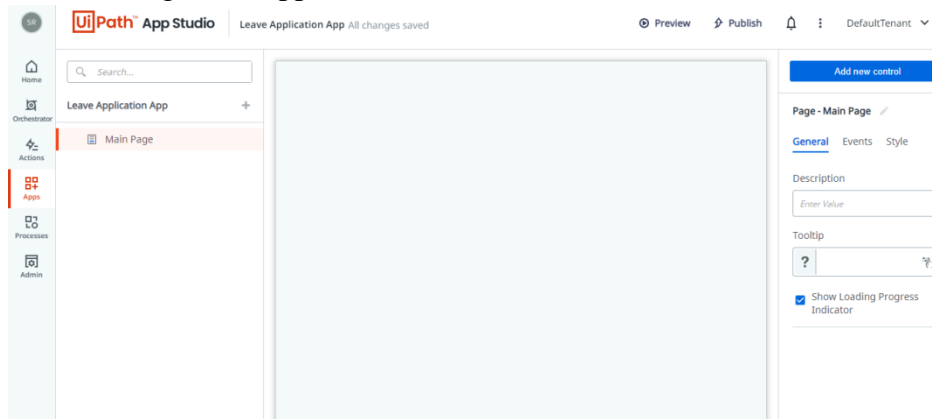 SR
UiPath™ App Studio
Leave Application App All changes saved
Preview
Publish
DefaultTenant
Home
Orchestrator
Actions
Apps
Processes
Admin
Search...
Leave Application App +
Main Page
Add new control
Page - Main Page
General Events Style
Description
Enter Value
Tooltip
?
Show Loading Progress
Indicator